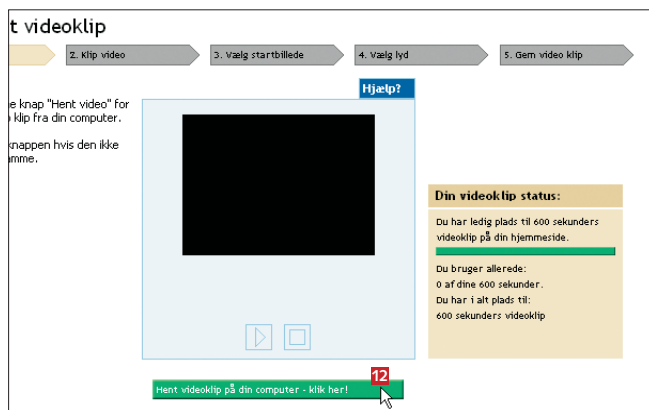 t videoklip
2. Klip video
3. Vælg startbillede
4. Vælg lyd
5. Gem video klip
e knap "Hent video" for
klip fra din computer.
knappen hvis den ikke
amme.
Hjælp?
Din videoklip status:
Du har ledig plads til 600 sekunders
videoklip på din hjemmeside.
Du bruger allerede:
0 af dine 600 sekunder.
Du har i alt plads til:
600 sekunders videoklip
12
Hent videoklip på din computer - klik her!